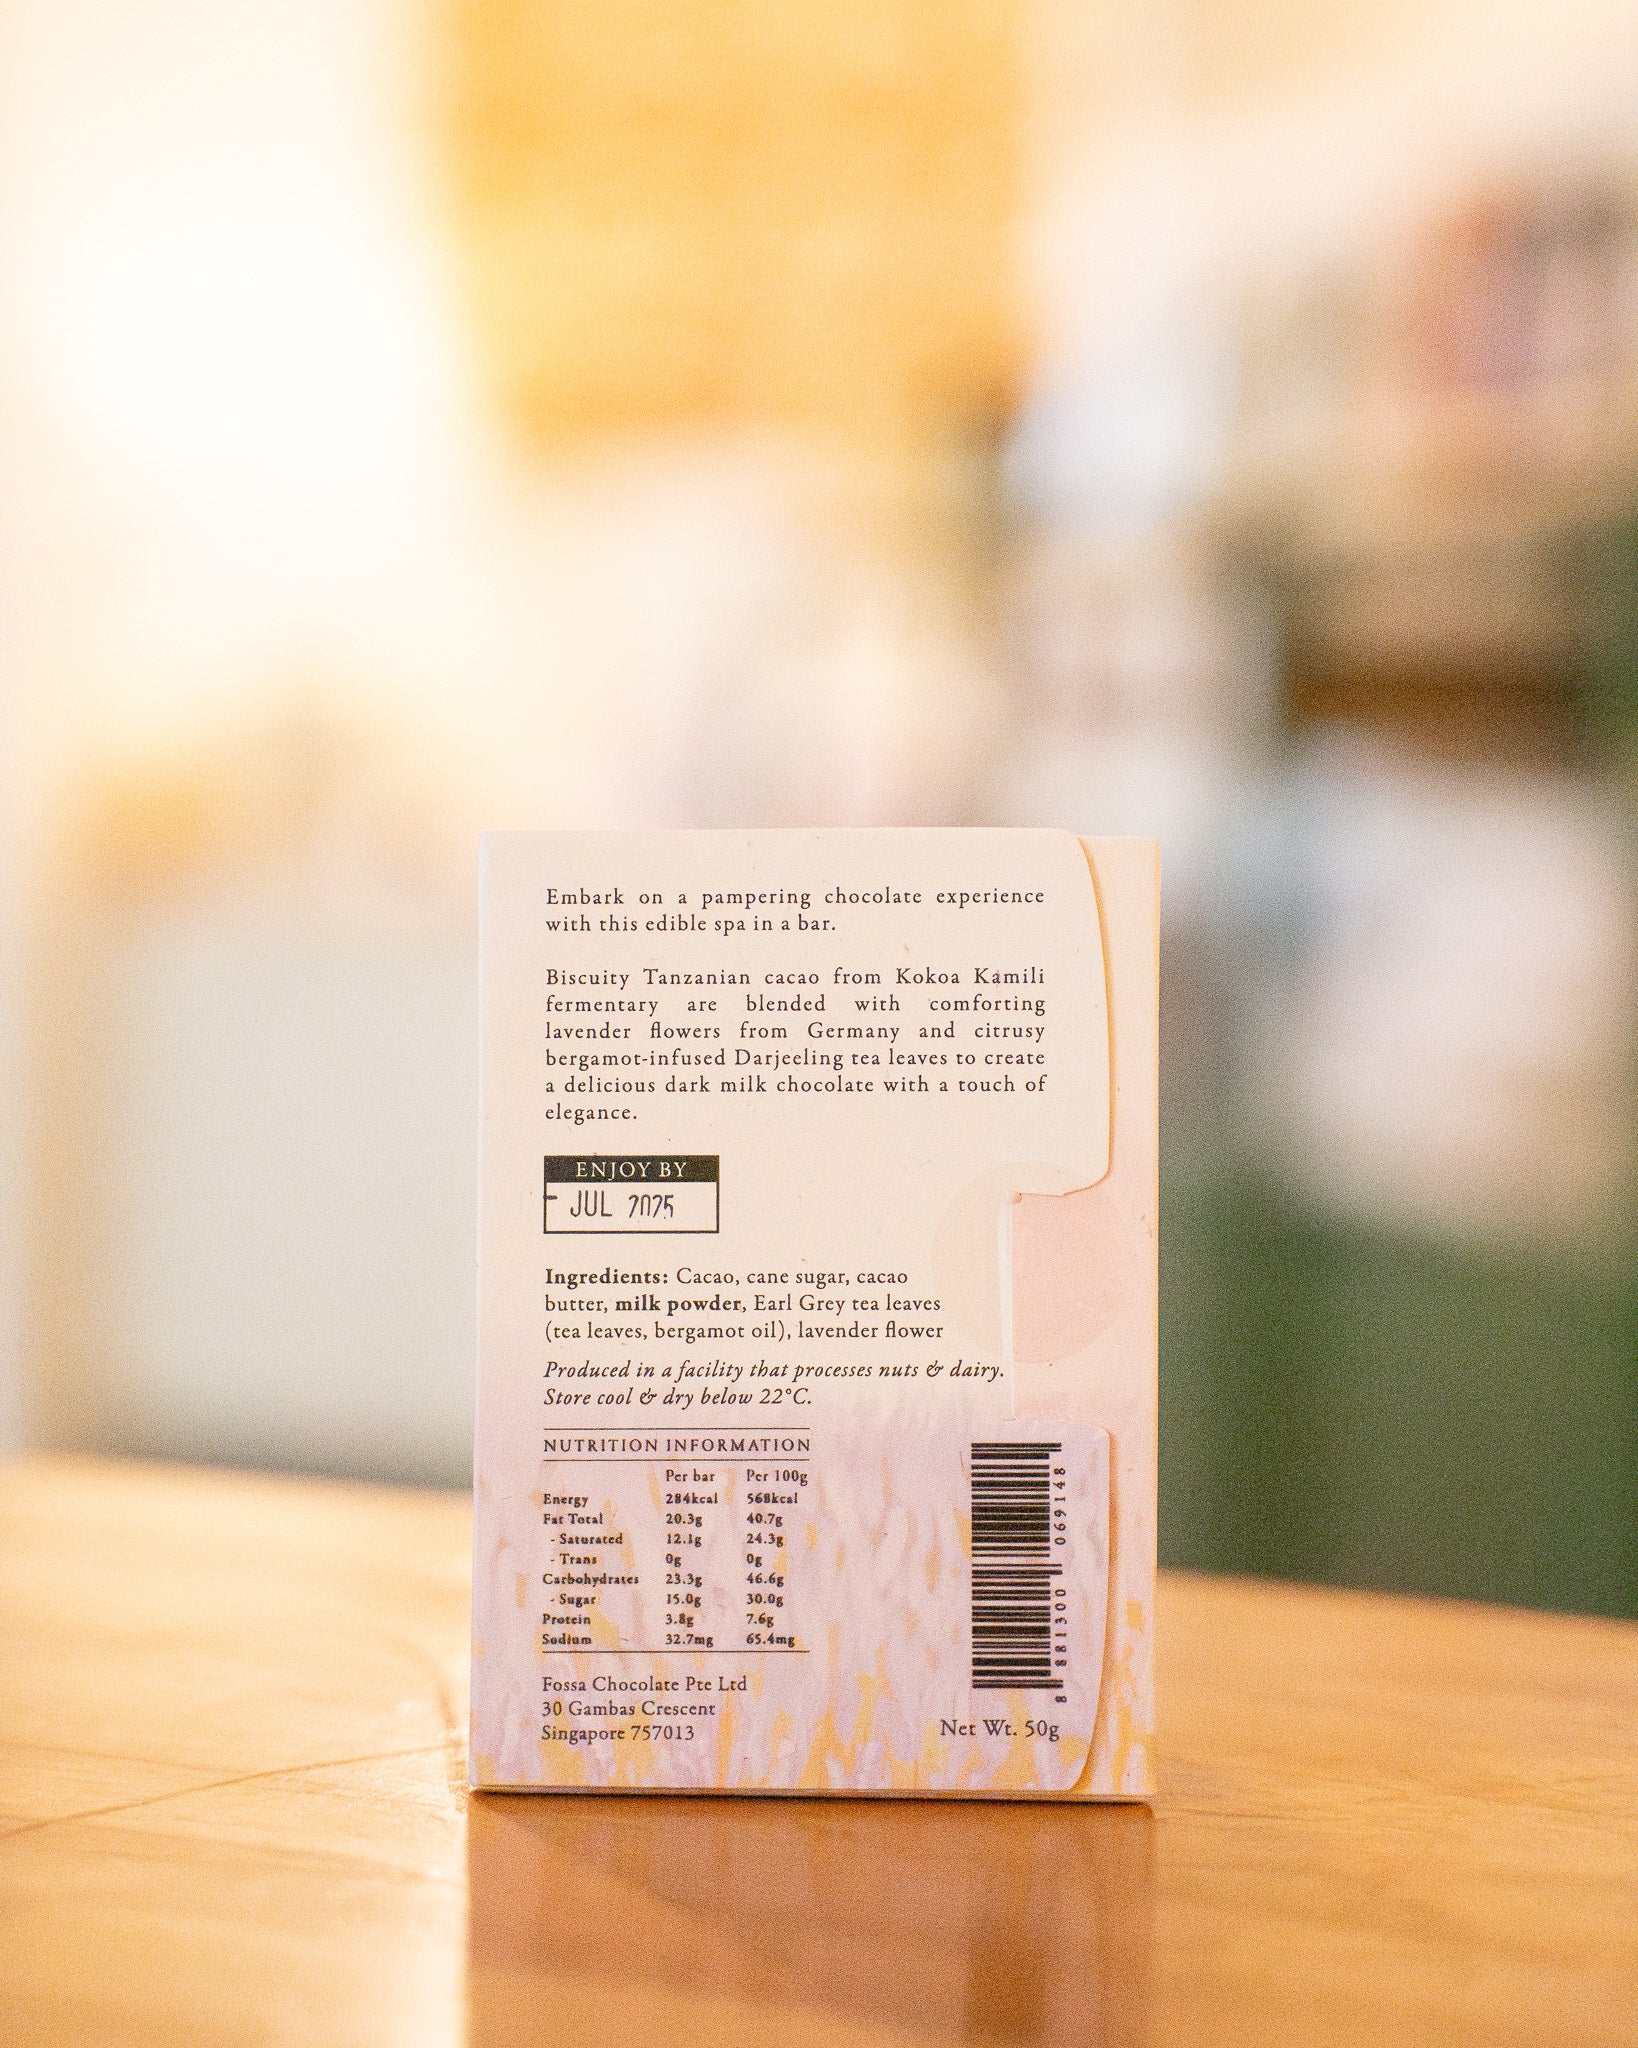 Embark on a pampering chocolate experience
with this edible spa in a bar.
Biscuity Tanzanian cacao from Kokoa Kamili
fermentary are blended with comforting
lavender flowers from Germany and citrusy
bergamot-infused Darjeeling tea leaves to create
a delicious dark milk chocolate with a touch of
elegance.
ENJOY BY
- JUL 2025
Ingredients: Cacao, cane sugar, cacao
butter, milk powder, Earl Grey tea leaves
(tea leaves, bergamot oil), lavender flower
Produced in a facility that processes nuts & dairy.
Store cool & dry below 22°C.
NUTRITION INFORMATION
Per bar Per 100g
Energy 284kcal 568kcal
Fat Total 20.3g 40.7g
- Saturated 12.1g 24.3g
- Trans 0g 0g
Carbohydrates 23.3g 46.6g
- Sugar 15.0g 30.0g
Protein 3.8g 7.6g
Sodium 32.7mg 65.4mg
Fossa Chocolate Pte Ltd
30 Gambas Crescent
Singapore 757013
8 881300 069148
Net Wt. 50g